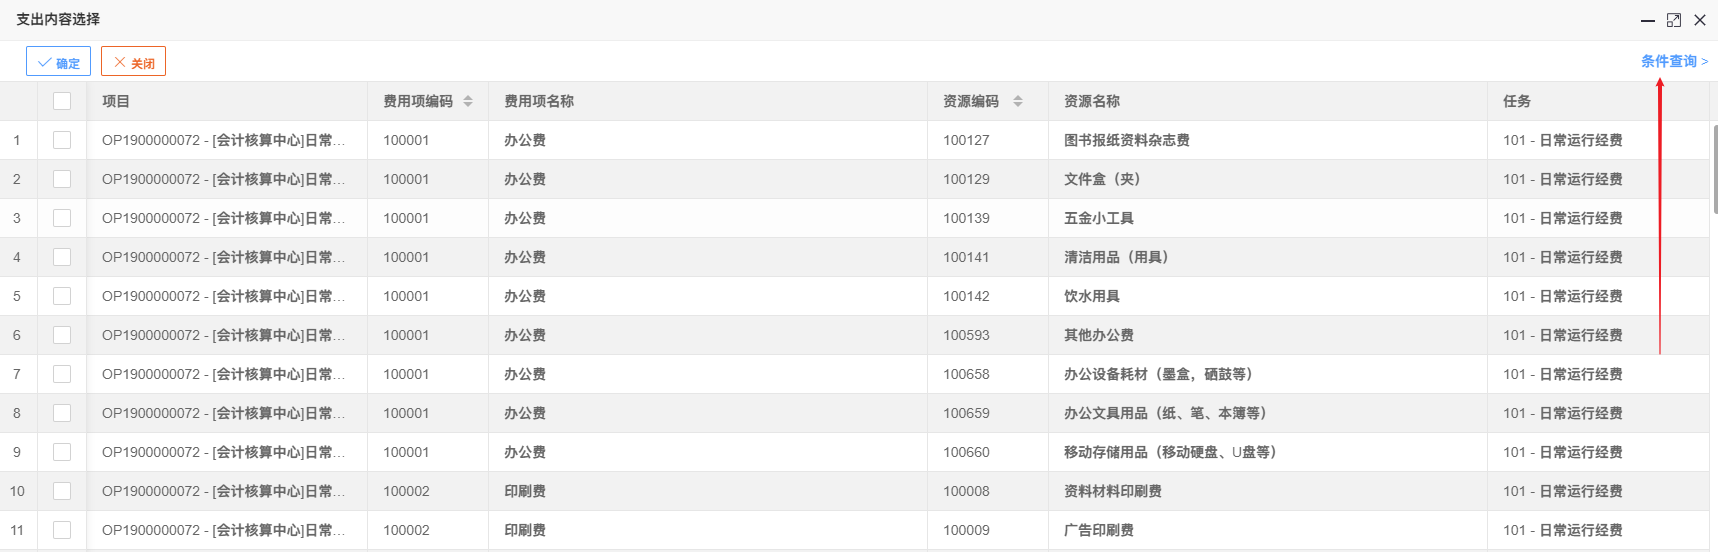 支出内容选择
确定 关闭 条件查询 >
项目 费用项编码 费用项名称 资源编码 资源名称 任务
1 OP1900000072 - [会计核算中心]日常... 100001 办公费 100127 图书报纸资料杂志费 101 - 日常运行经费
2 OP1900000072 - [会计核算中心]日常... 100001 办公费 100129 文件盒（夹） 101 - 日常运行经费
3 OP1900000072 - [会计核算中心]日常... 100001 办公费 100139 五金小工具 101 - 日常运行经费
4 OP1900000072 - [会计核算中心]日常... 100001 办公费 100141 清洁用品（用具） 101 - 日常运行经费
5 OP1900000072 - [会计核算中心]日常... 100001 办公费 100142 饮水用具 101 - 日常运行经费
6 OP1900000072 - [会计核算中心]日常... 100001 办公费 100593 其他办公费 101 - 日常运行经费
7 OP1900000072 - [会计核算中心]日常... 100001 办公费 100658 办公设备耗材（墨盒，硒鼓等） 101 - 日常运行经费
8 OP1900000072 - [会计核算中心]日常... 100001 办公费 100659 办公文具用品（纸、笔、本簿等） 101 - 日常运行经费
9 OP1900000072 - [会计核算中心]日常... 100001 办公费 100660 移动存储用品（移动硬盘、U盘等） 101 - 日常运行经费
10 OP1900000072 - [会计核算中心]日常... 100002 印刷费 100008 资料材料印刷费 101 - 日常运行经费
11 OP1900000072 - [会计核算中心]日常... 100002 印刷费 100009 广告印刷费 101 - 日常运行经费